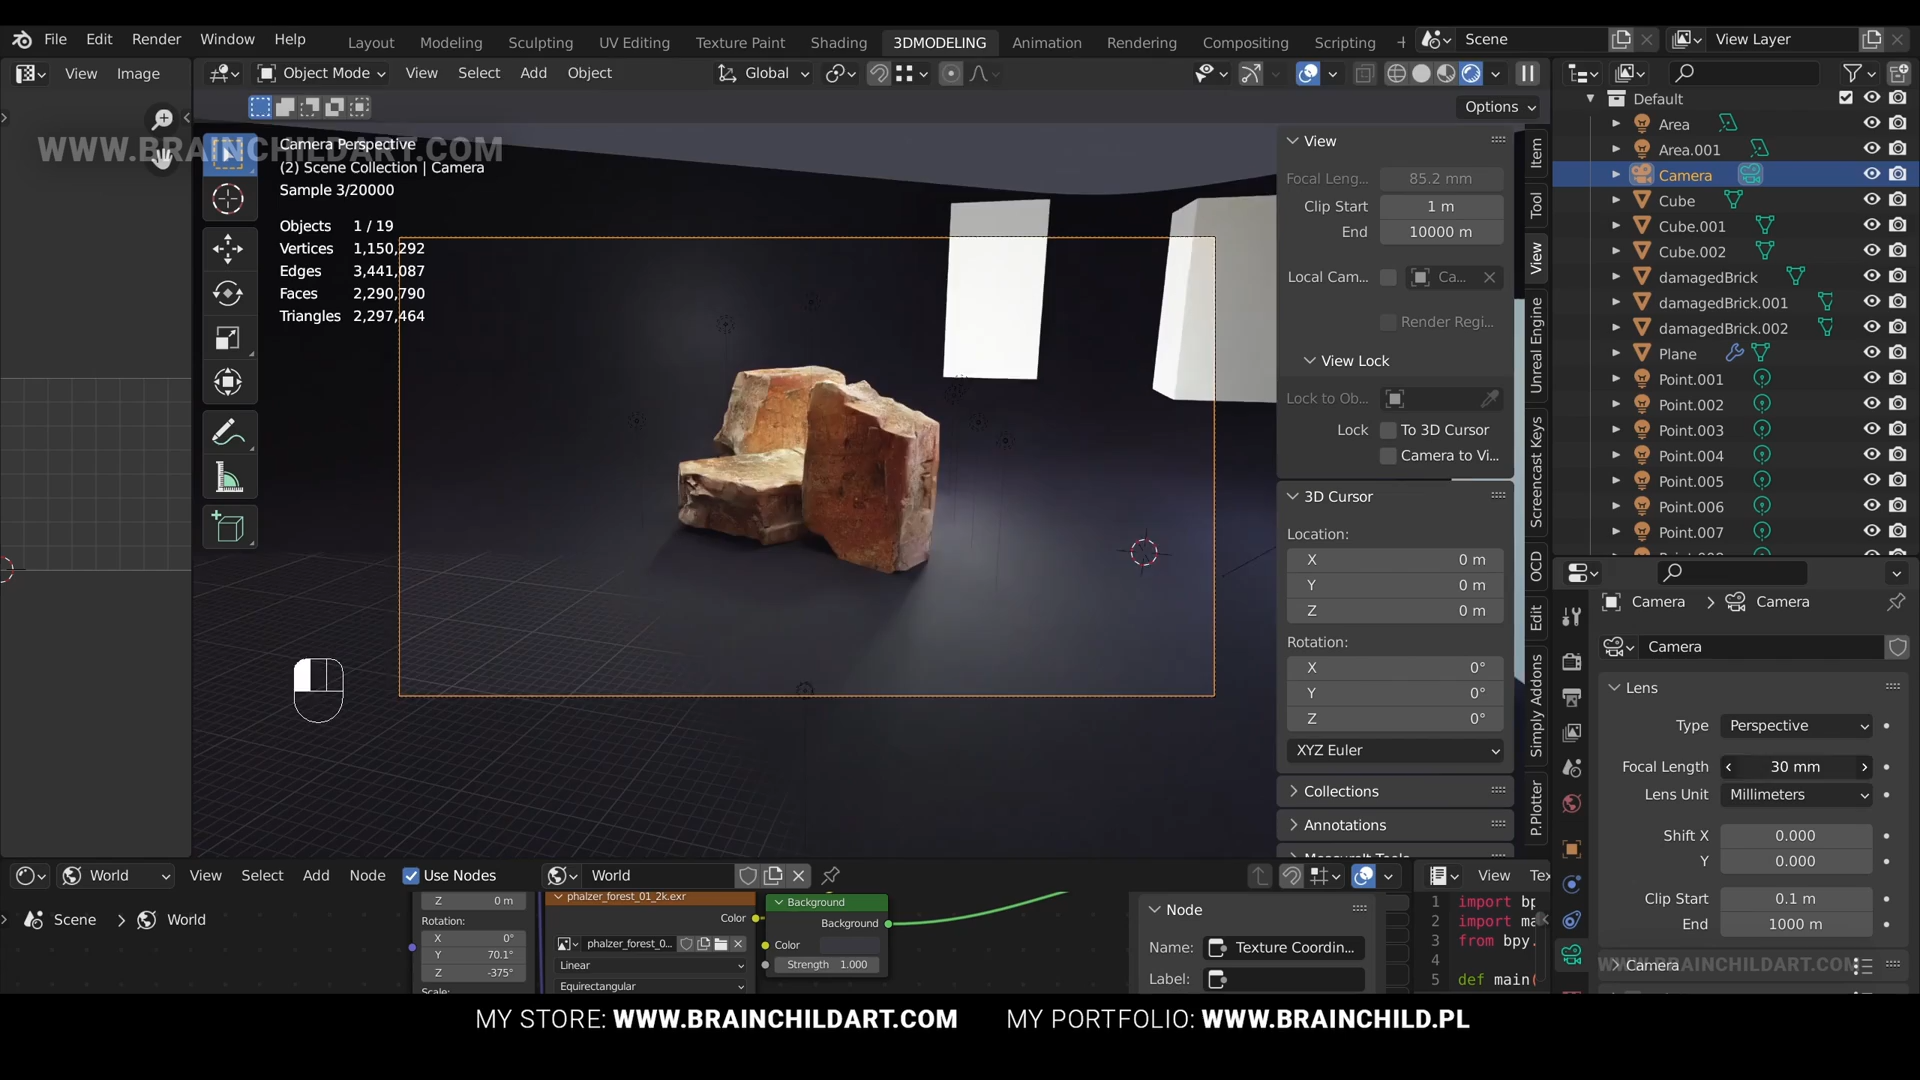 File Edit Render Window Help Layout Modeling Sculpting UV Editing Texture Paint Shading 3DMODELING Animation Rendering Compositing Scripting + Scene View Layer
View Image Object Mode View Select Add Object Global
Options
WWW.BRAINCHILDART.COM
Camera Perspective
(2) Scene Collection | Camera
Sample 3/20000
Objects 1 / 19
Vertices 1,150,292
Edges 3,441,087
Faces 2,290,790
Triangles 2,297,464
View
Focal Leng... 85.2 mm
Clip Start 1 m
End 10000 m
Local Cam... Ca...
Render Regi...
View Lock
Lock to Ob...
Lock To 3D Cursor
Camera to Vi...
3D Cursor
Location:
X 0 m
Y 0 m
Z 0 m
Rotation:
X 0°
Y 0°
Z 0°
XYZ Euler
Collections
Annotations
Item
Tool
View
Unreal Engine
Screencast Keys
OCD
Edit
Simply Addons
P.Plotter
Default
Area
Area.001
Camera
Cube
Cube.001
Cube.002
damagedBrick
damagedBrick.001
damagedBrick.002
Plane
Point.001
Point.002
Point.003
Point.004
Point.005
Point.006
Point.007
Camera > Camera
Camera
Lens
Type Perspective
Focal Length 30 mm
Lens Unit Millimeters
Shift X 0.000
Y 0.000
Clip Start 0.1 m
End 1000 m
Camera
WWW.BRAINCHILDART.COM
World View Select Add Node Use Nodes World
Scene > World
Z 0 m
Rotation:
X 0°
Y 70.1°
Z -375°
Scale:
phalzer_forest_01_2k.exr
Color
phalzer_forest_0...
Linear
Equirectangular
Background
Background
Color
Strength 1.000
Node
Name: Texture Coordin...
Label:
View Tex
1 import bp
2 import ma
3 from bpy.
4
5 def main(
MY STORE: WWW.BRAINCHILDART.COM MY PORTFOLIO: WWW.BRAINCHILD.PL